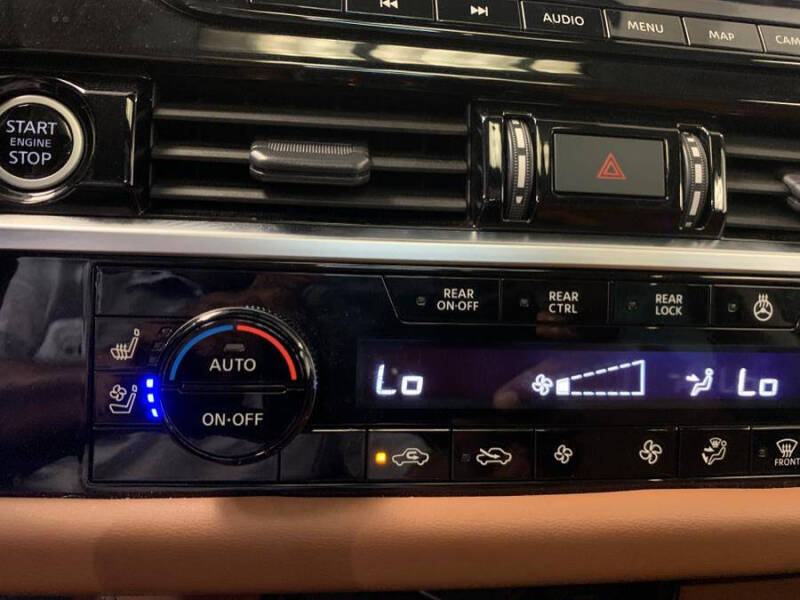 AUDIO
MENU
MAP
CAM
START
ENGINE
STOP
REAR
ON·OFF
REAR
CTRL
REAR
LOCK
AUTO
ON·OFF
Lo
Lo
FRONT